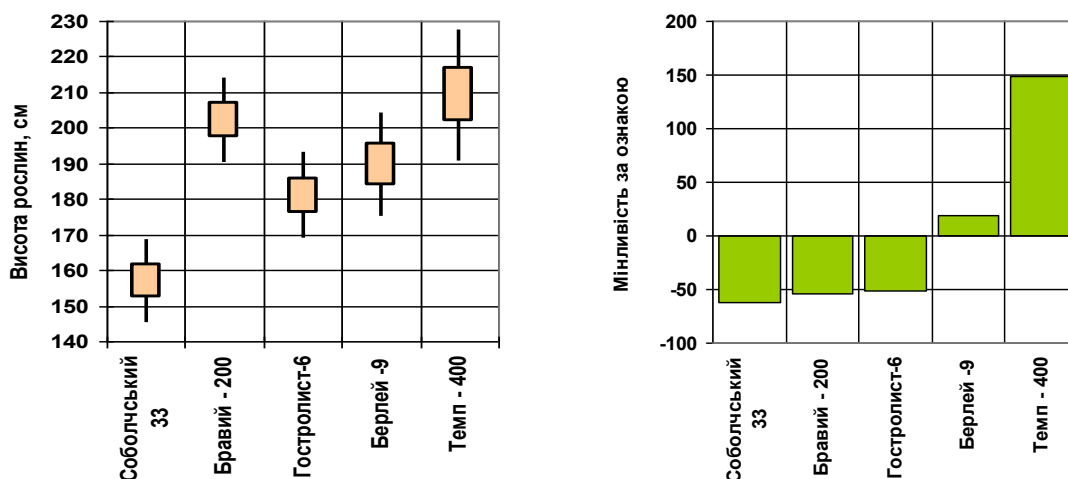 Висота рослин, см
230
220
210
200
190
180
170
160
150
140
Соболчський
33
Бравий - 200
Гостролист-6
Берлей -9
Темп - 400
Мінливість за ознакою
200
150
100
50
0
-50
-100
Соболчський
33
Бравий - 200
Гостролист-6
Берлей -9
Темп - 400